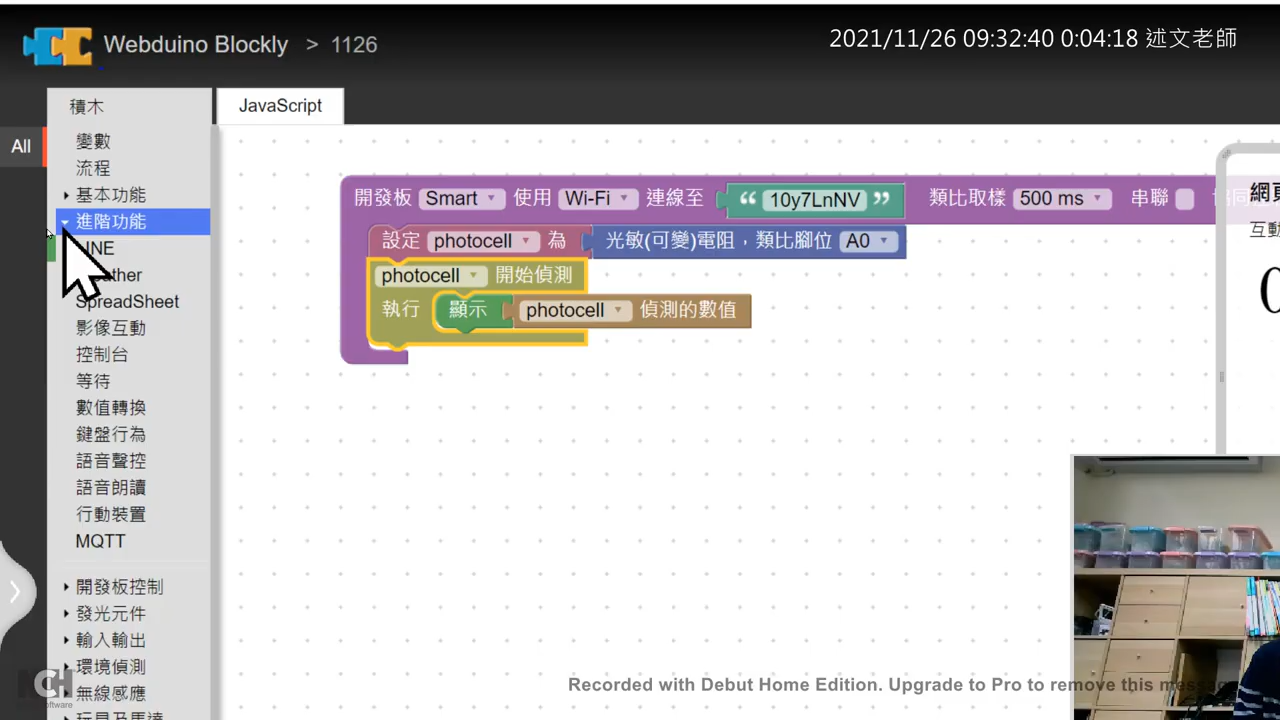 Webduino Blockly > 1126
2021/11/26 09:32:40 0:04:18 述文老師
積木
JavaScript
All
變數
流程
基本功能
進階功能
INE
ather
SpreadSheet
影像互動
控制台
等待
數值轉換
鍵盤行為
語音聲控
語音朗讀
行動裝置
MQTT
開發板控制
發光元件
輸入輸出
環境偵測
無線感應
開發板 Smart 使用 Wi-Fi 連線至 “ 10y7LnNV ” 類比取樣 500 ms 串聯
設定 photocell 為 光敏(可變)電阻，類比腳位 A0
photocell 開始偵測
執行 顯示 photocell 偵測的數值
互動
0
Recorded with Debut Home Edition. Upgrade to Pro to remove this mes